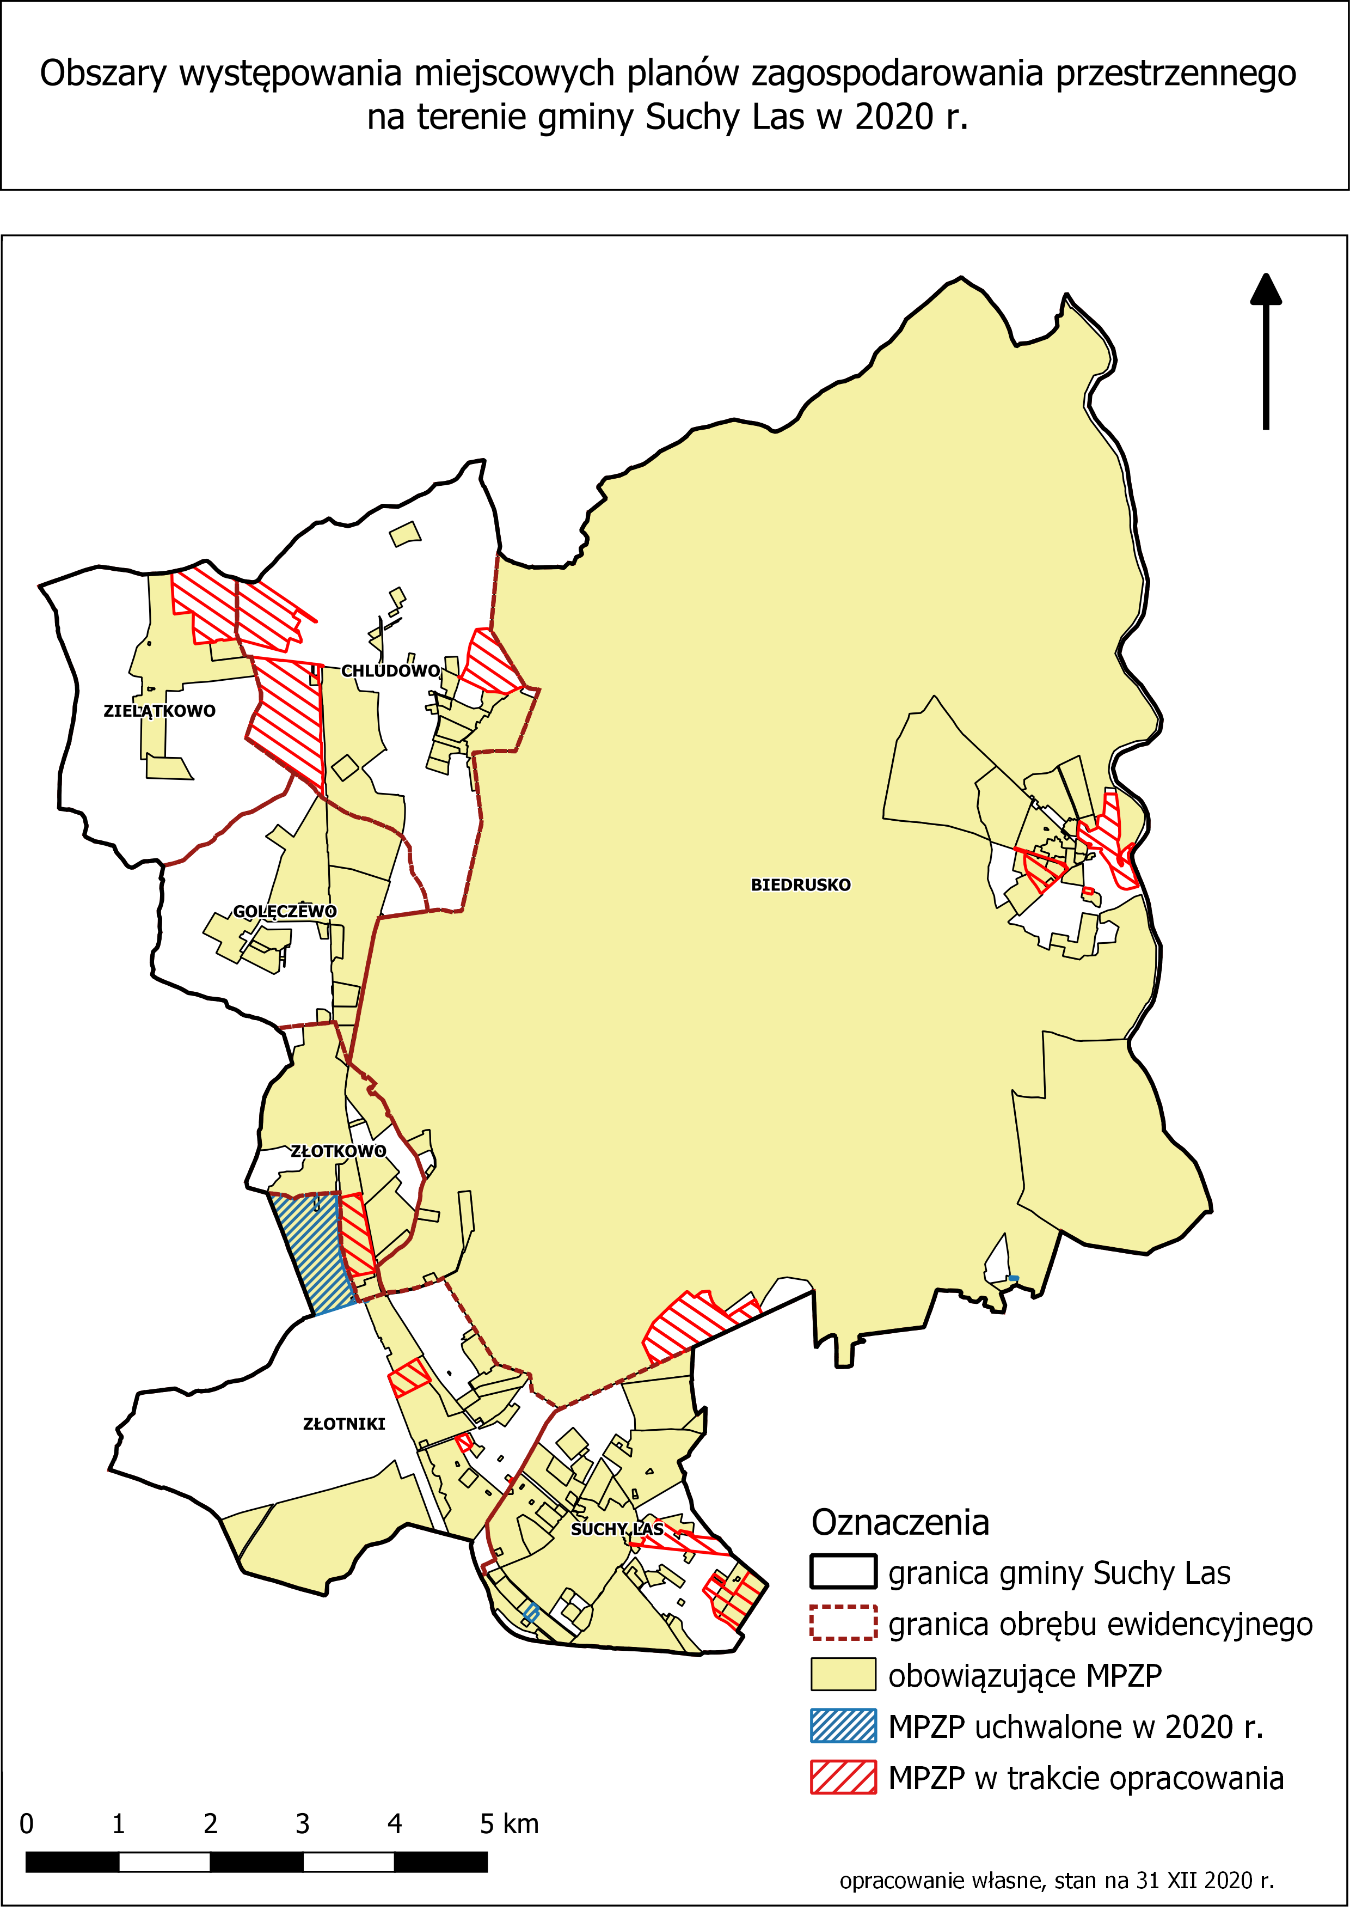 Obszary występowania miejscowych planów zagospodarowania przestrzennego
na terenie gminy Suchy Las w 2020 r.
CHLUDOWO
ZIELĄTKOWO
BIEDRUSKO
GOLĘCZEWO
ZŁOTKOWO
ZŁOTNIKI
SUCHY LAS
Oznaczenia
granica gminy Suchy Las
granica obrębu ewidencyjnego
obowiązujące MPZP
MPZP uchwalone w 2020 r.
MPZP w trakcie opracowania
0 1 2 3 4 5 km
opracowanie własne, stan na 31 XII 2020 r.